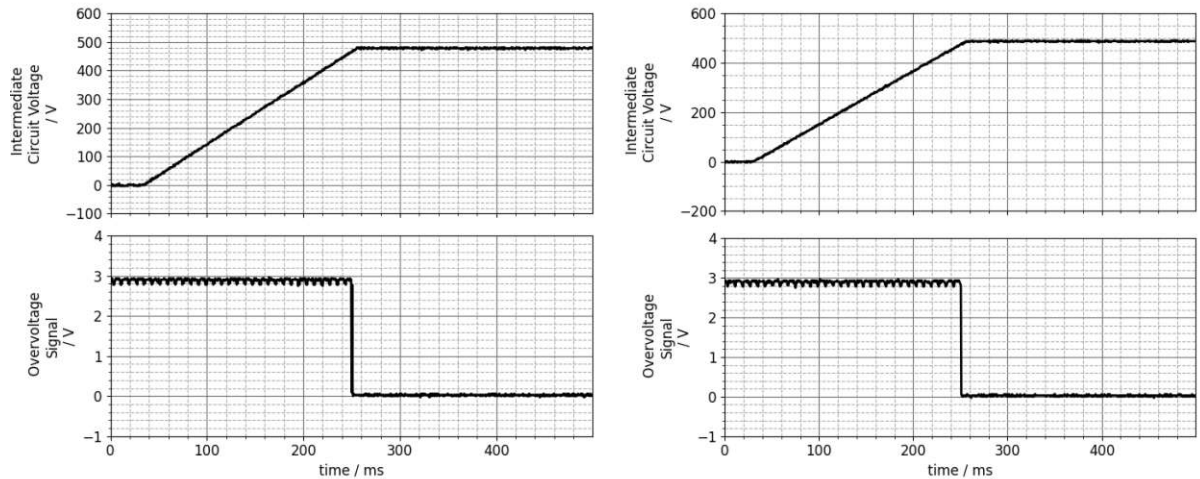 600
500
400
300
200
100
0
−100
Intermediate
Circuit Voltage
/ V
4
3
2
1
0
−1
Overvoltage
Signal
/ V
0 100 200 300 400
time / ms
600
400
200
0
−200
Intermediate
Circuit Voltage
/ V
4
3
2
1
0
−1
Overvoltage
Signal
/ V
0 100 200 300 400
time / ms